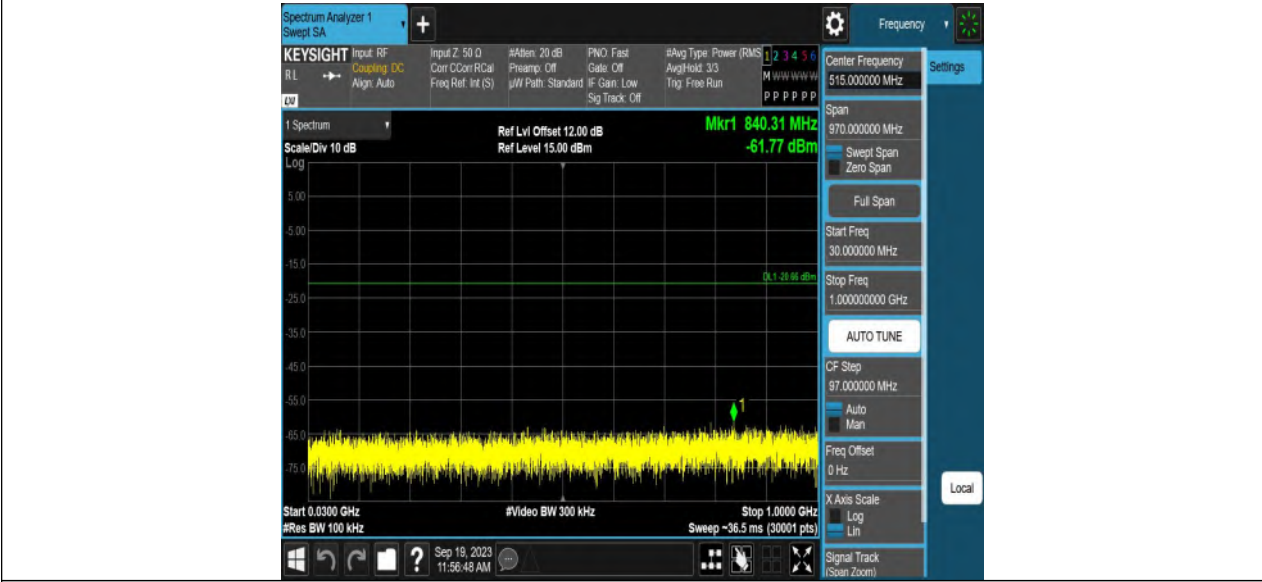 Spectrum Analyzer 1
Swept SA
+
Frequency
KEYSIGHT
RL
LXI
Input: RF
Coupling: DC
Align: Auto
Input Z: 50 Ω
Corr CCorr RCal
Freq Ref: Int (S)
#Atten: 20 dB
Preamp: Off
µW Path: Standard
PNO: Fast
Gate: Off
IF Gain: Low
Sig Track: Off
#Avg Type: Power (RMS
Avg|Hold: 3/3
Trig: Free Run
1 2 3 4 5 6
M W W W W W
P P P P P P
1 Spectrum
Scale/Div 10 dB
Log
Ref Lvl Offset 12.00 dB
Ref Level 15.00 dBm
Mkr1 840.31 MHz
-61.77 dBm
5.00
-5.00
-15.0
DL1 -20.66 dBm
-25.0
-35.0
-45.0
-55.0
1
-65.0
-75.0
Start 0.0300 GHz
#Res BW 100 kHz
#Video BW 300 kHz
Stop 1.0000 GHz
Sweep ~36.5 ms (30001 pts)
?
Sep 19, 2023
11:56:48 AM
Center Frequency
515.000000 MHz
Span
970.000000 MHz
Swept Span
Zero Span
Full Span
Start Freq
30.000000 MHz
Stop Freq
1.000000000 GHz
AUTO TUNE
CF Step
97.000000 MHz
Auto
Man
Freq Offset
0 Hz
X Axis Scale
Log
Lin
Signal Track
(Span Zoom)
Settings
Local